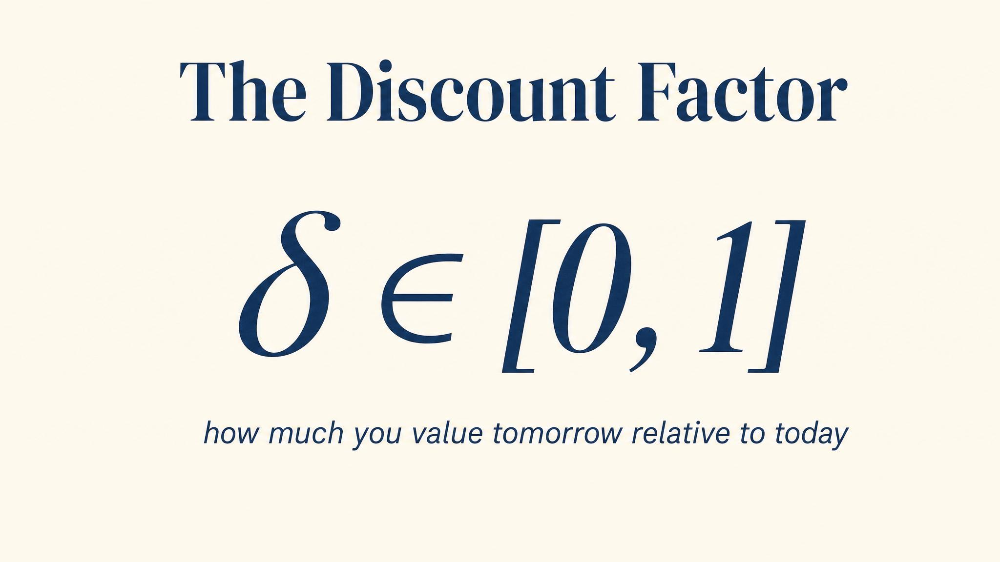 The Discount Factor
δ ∈ [0, 1]
how much you value tomorrow relative to today